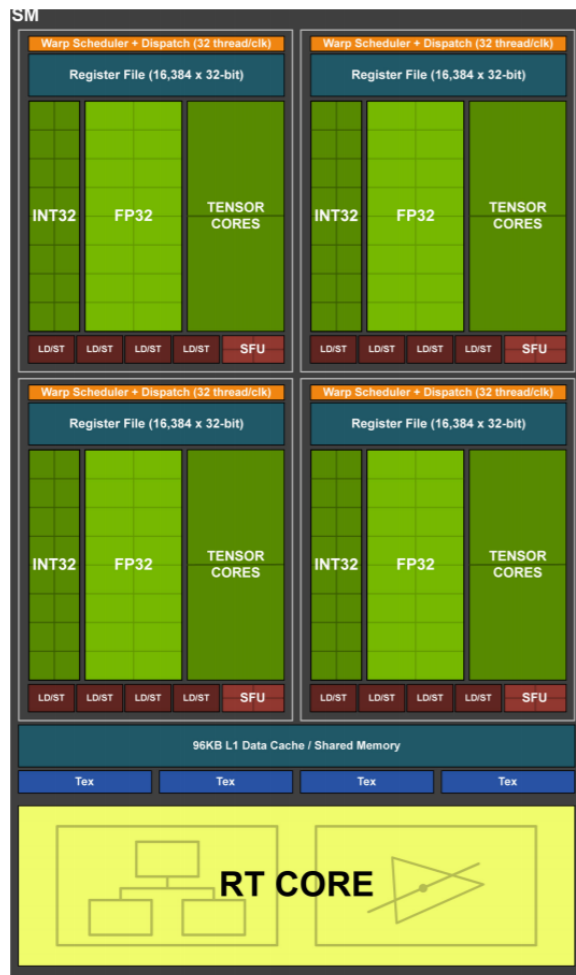 SM
Warp Scheduler + Dispatch (32 thread/clk)
Register File (16,384 x 32-bit)
INT32
FP32
TENSOR
CORES
LD/ST
LD/ST
LD/ST
LD/ST
SFU
Warp Scheduler + Dispatch (32 thread/clk)
Register File (16,384 x 32-bit)
INT32
FP32
TENSOR
CORES
LD/ST
LD/ST
LD/ST
LD/ST
SFU
Warp Scheduler + Dispatch (32 thread/clk)
Register File (16,384 x 32-bit)
INT32
FP32
TENSOR
CORES
LD/ST
LD/ST
LD/ST
LD/ST
SFU
Warp Scheduler + Dispatch (32 thread/clk)
Register File (16,384 x 32-bit)
INT32
FP32
TENSOR
CORES
LD/ST
LD/ST
LD/ST
LD/ST
SFU
96KB L1 Data Cache / Shared Memory
Tex
Tex
Tex
Tex
RT CORE